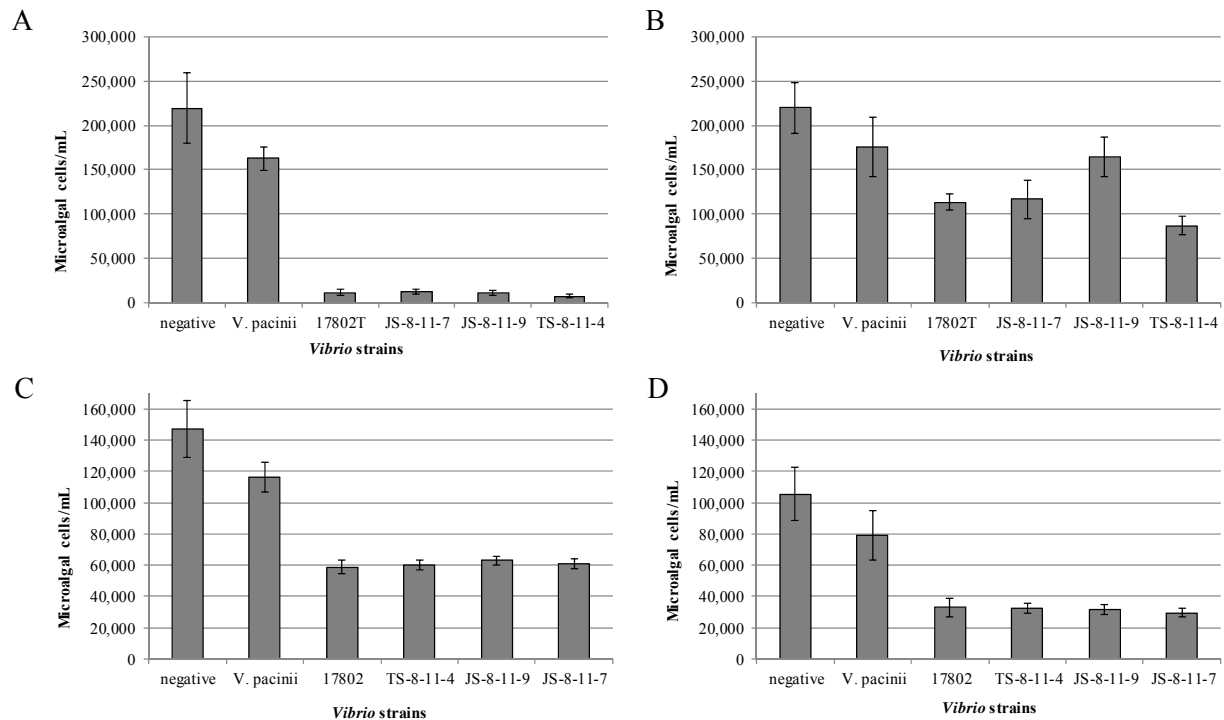 A
300,000
250,000
200,000
150,000
100,000
50,000
0
Microalgal cells/mL
negative V. pacinii 17802T JS-8-11-7 JS-8-11-9 TS-8-11-4
Vibrio strains
B
300,000
250,000
200,000
150,000
100,000
50,000
0
Microalgal cells/mL
negative V. pacinii 17802T JS-8-11-7 JS-8-11-9 TS-8-11-4
Vibrio strains
C
160,000
140,000
120,000
100,000
80,000
60,000
40,000
20,000
0
Microalgal cells/mL
negative V. pacinii 17802 TS-8-11-4 JS-8-11-9 JS-8-11-7
Vibrio strains
D
160,000
140,000
120,000
100,000
80,000
60,000
40,000
20,000
0
Microalgal cells/mL
negative V. pacinii 17802 TS-8-11-4 JS-8-11-9 JS-8-11-7
Vibrio strains